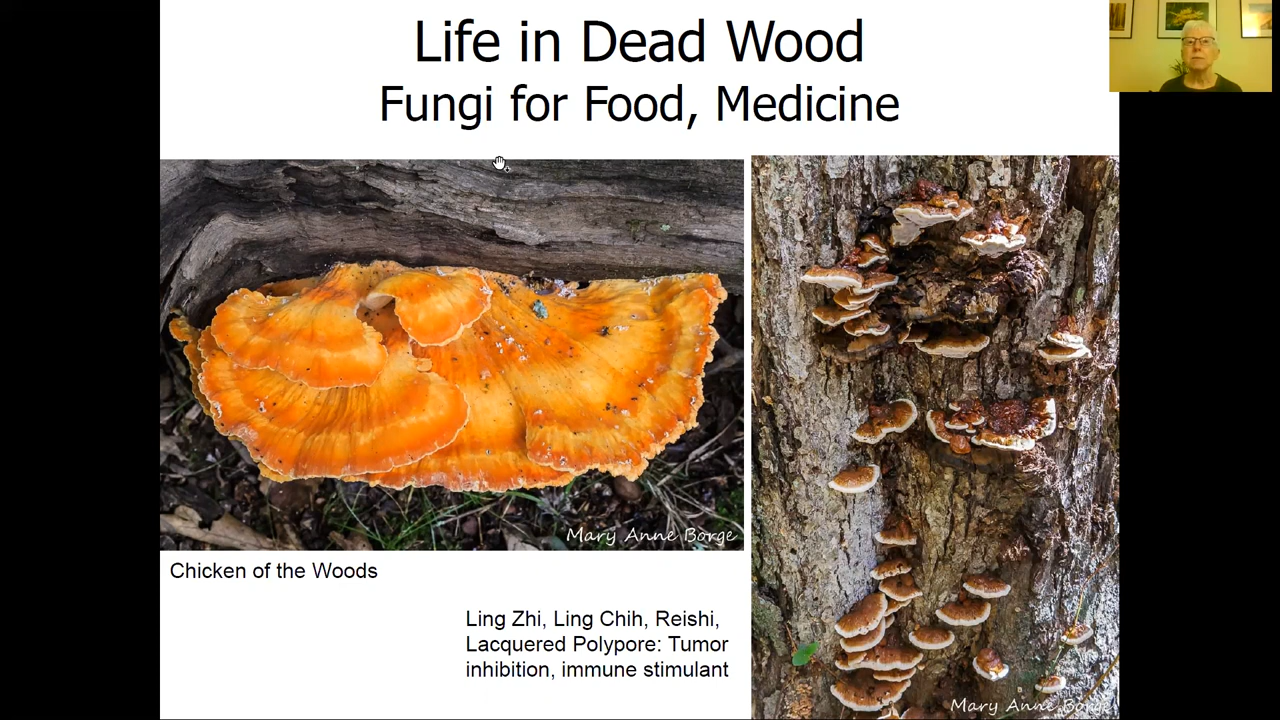 Life in Dead Wood
Fungi for Food, Medicine
Mary Anne Borge
Chicken of the Woods
Ling Zhi, Ling Chih, Reishi,
Lacquered Polypore: Tumor
inhibition, immune stimulant
Mary Anne Borge